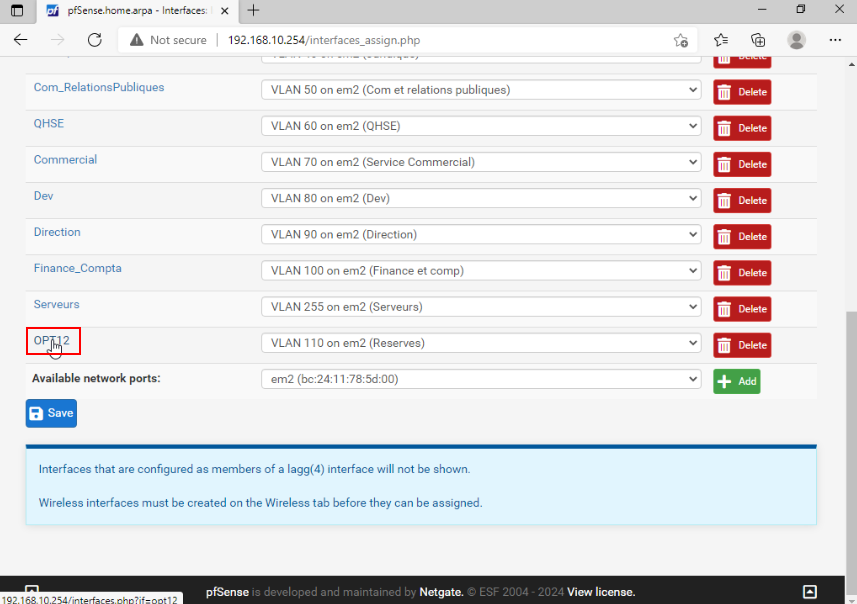 pfSense.home.arpa - Interfaces:
Not secure | 192.168.10.254/interfaces_assign.php
Delete
Com_RelationsPubliques VLAN 50 on em2 (Com et relations publiques) Delete
QHSE VLAN 60 on em2 (QHSE) Delete
Commercial VLAN 70 on em2 (Service Commercial) Delete
Dev VLAN 80 on em2 (Dev) Delete
Direction VLAN 90 on em2 (Direction) Delete
Finance_Compta VLAN 100 on em2 (Finance et comp) Delete
Serveurs VLAN 255 on em2 (Serveurs) Delete
OPT12 VLAN 110 on em2 (Reserves) Delete
Available network ports: em2 (bc:24:11:78:5d:00) Add
Save
Interfaces that are configured as members of a lagg(4) interface will not be shown.
Wireless interfaces must be created on the Wireless tab before they can be assigned.
pfSense is developed and maintained by Netgate. © ESF 2004 - 2024 View license.
192.168.10.254/interfaces.php?if=opt12